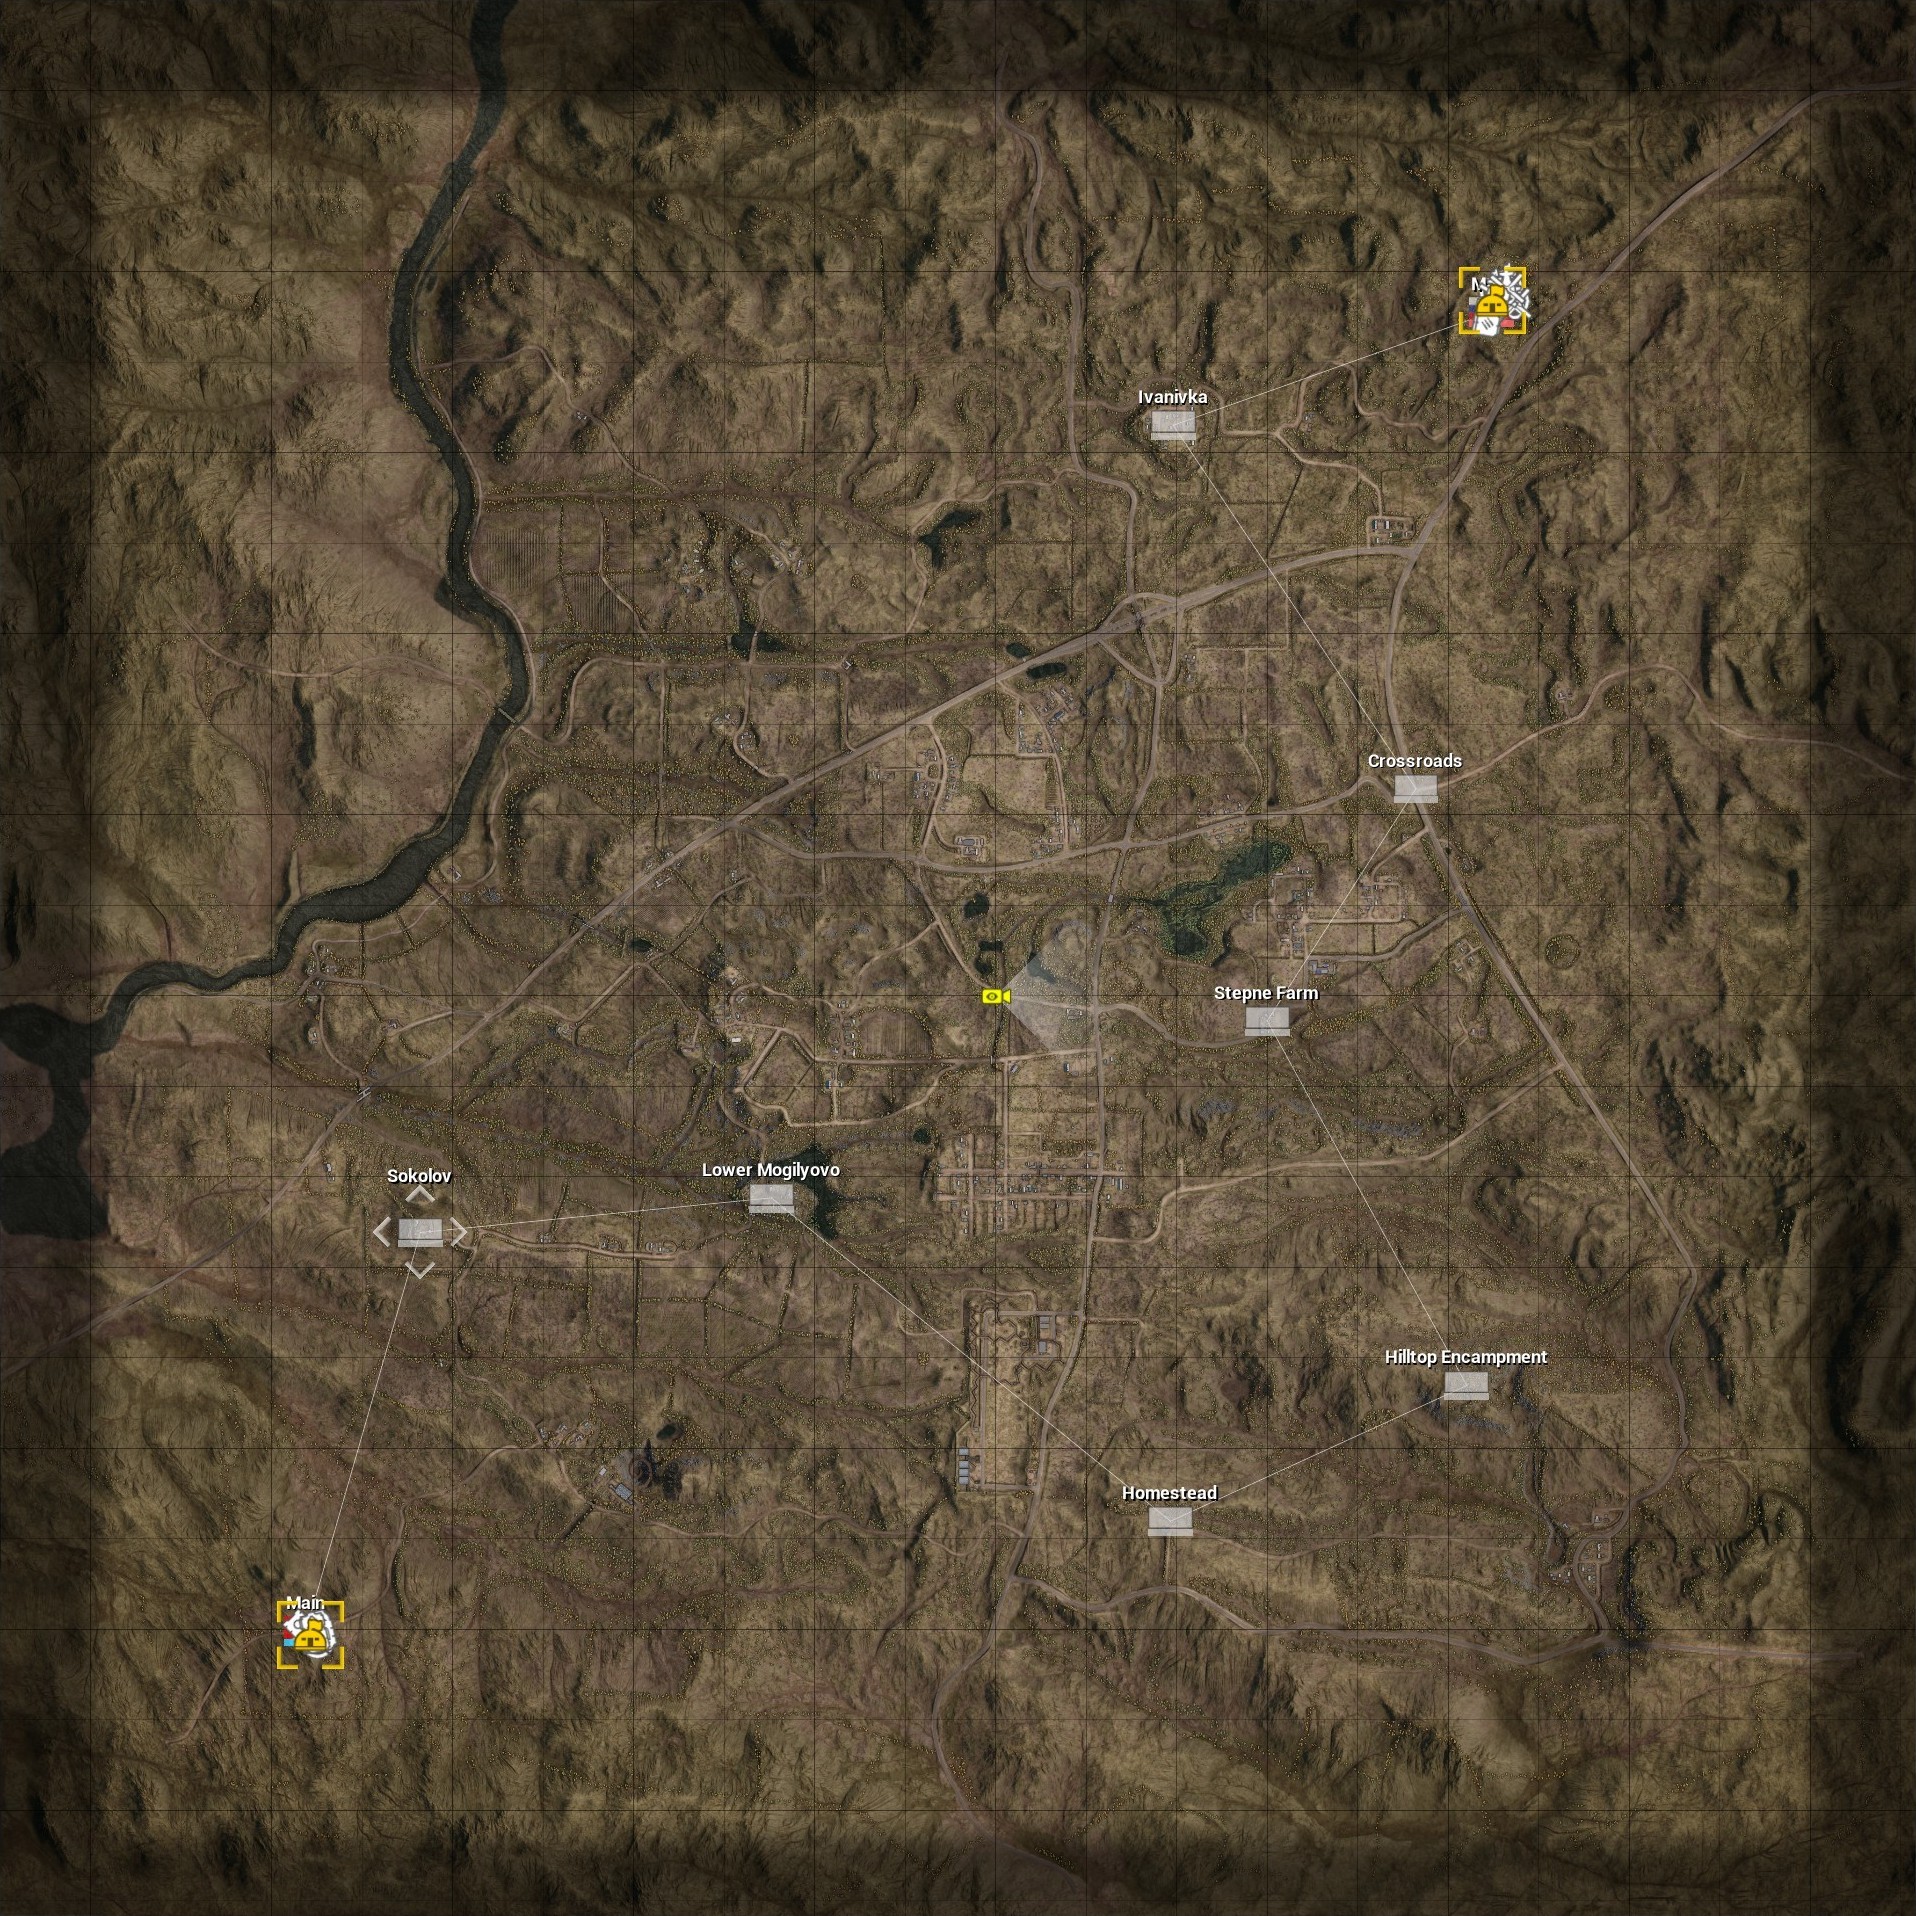 Ivanivka
Crossroads
Stepne Farm
Lower Mogilyovo
Sokolov
Hilltop Encampment
Homestead
Main